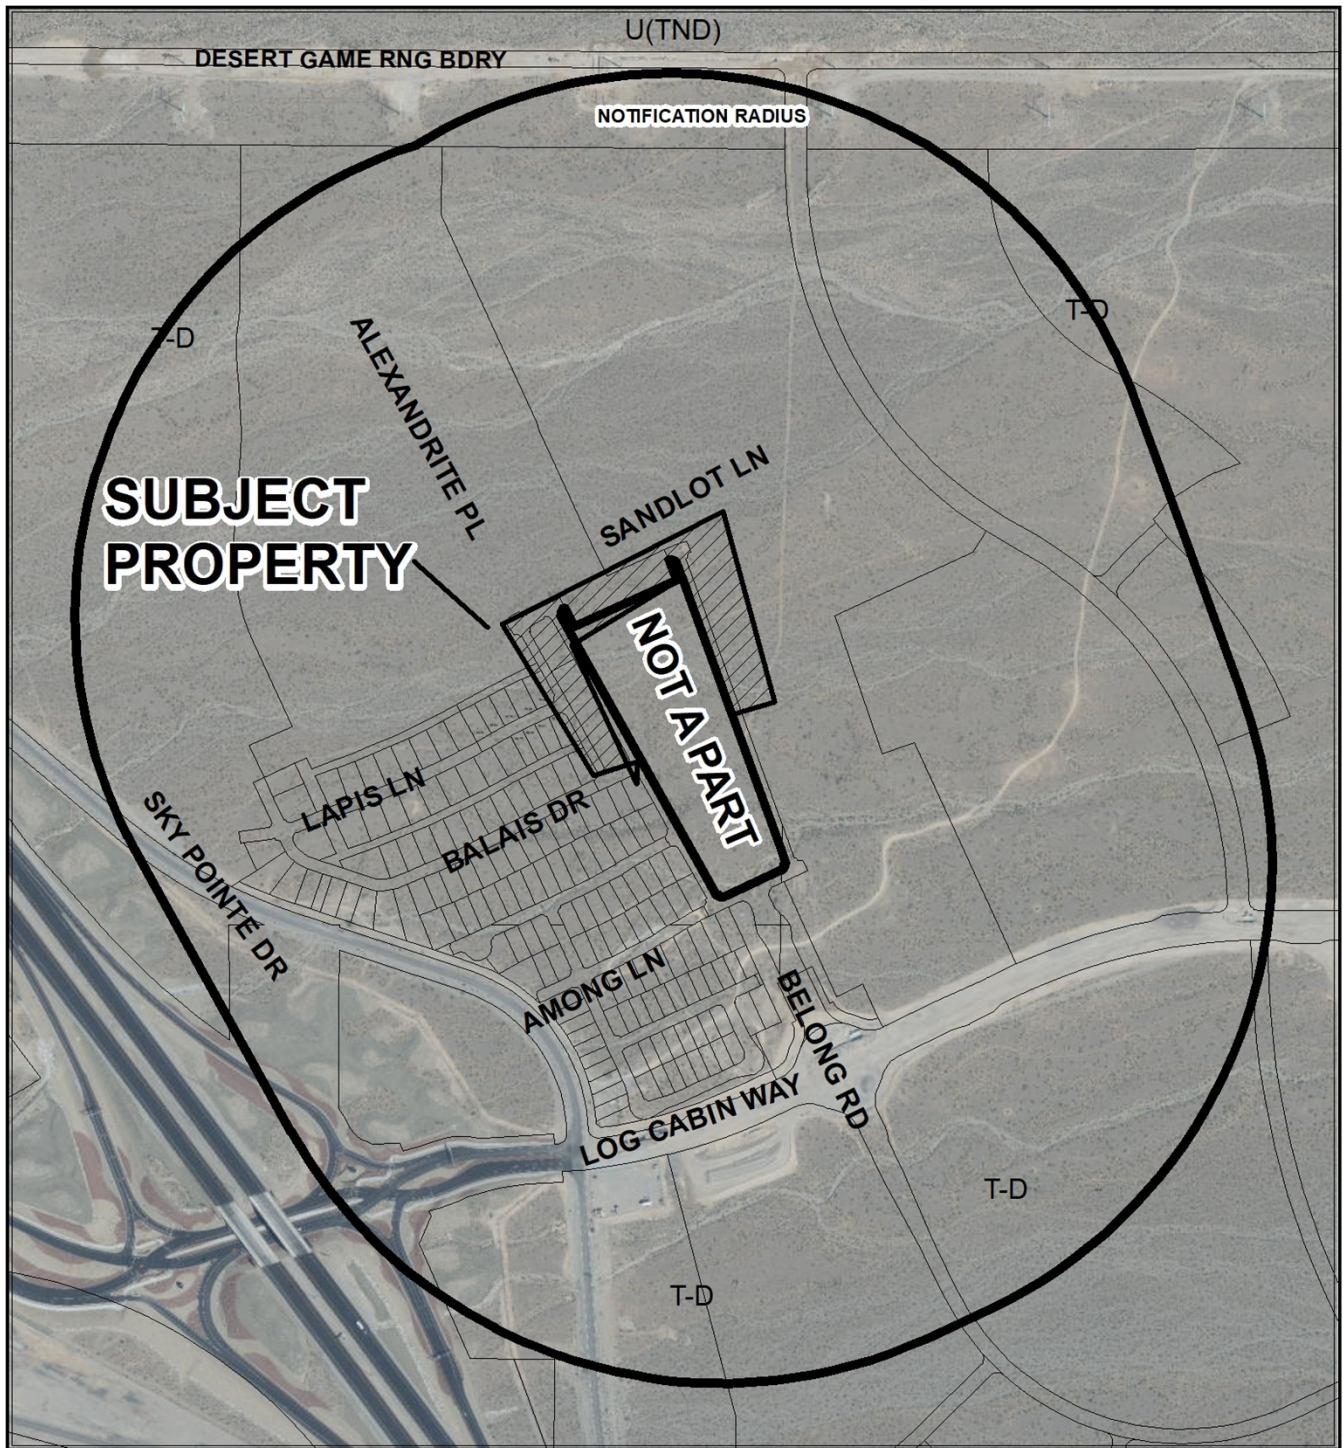 U(TND)
DESERT GAME RNG BDRY
NOTIFICATION RADIUS
T-D
T-D
ALEXANDRITE PL
SANDLOT LN
SUBJECT
PROPERTY
NOT A PART
LAPIS LN
BALAIS DR
SKY POINTE DR
AMONG LN
BELONG RD
LOG CABIN WAY
T-D
T-D